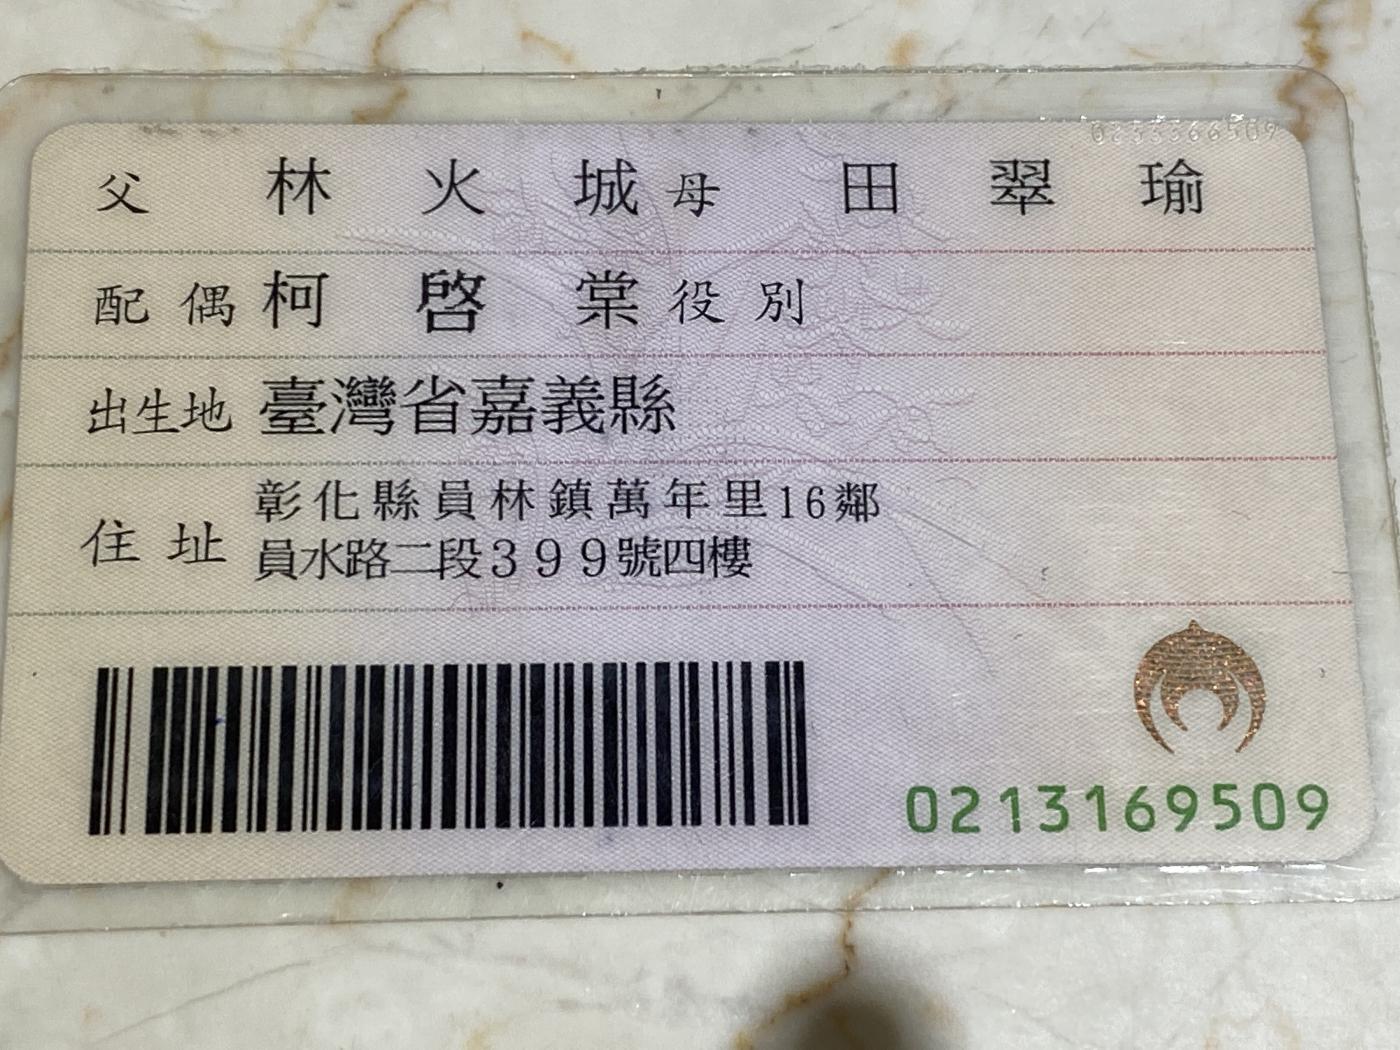 父 林火城 母 田翠瑜
配偶 柯啓棠 役別
出生地 臺灣省嘉義縣
住址 彰化縣員林鎮萬年里16鄰
員水路二段399號四樓
0213169509